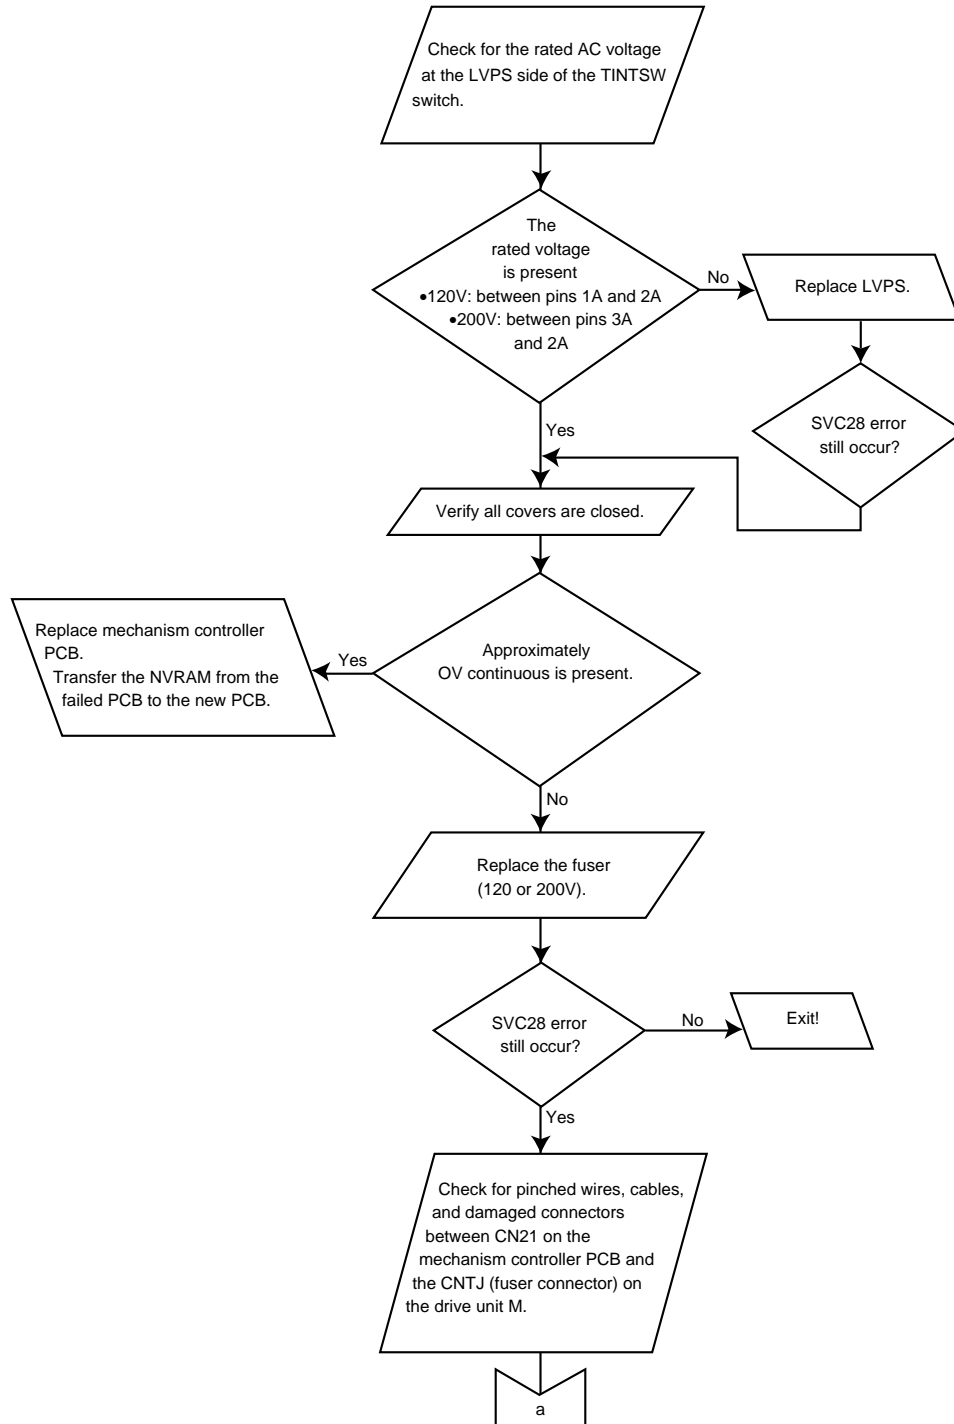 Check for the rated AC voltage
at the LVPS side of the TINTSW
switch.
The
rated voltage
is present
•120V: between pins 1A and 2A
•200V: between pins 3A
and 2A
No
Replace LVPS.
SVC28 error
still occur?
Yes
Verify all covers are closed.
Approximately
OV continuous is present.
Yes
Replace mechanism controller
PCB.
Transfer the NVRAM from the
failed PCB to the new PCB.
No
Replace the fuser
(120 or 200V).
SVC28 error
still occur?
No
Exit!
Yes
Check for pinched wires, cables,
and damaged connectors
between CN21 on the
mechanism controller PCB and
the CNTJ (fuser connector) on
the drive unit M.
a